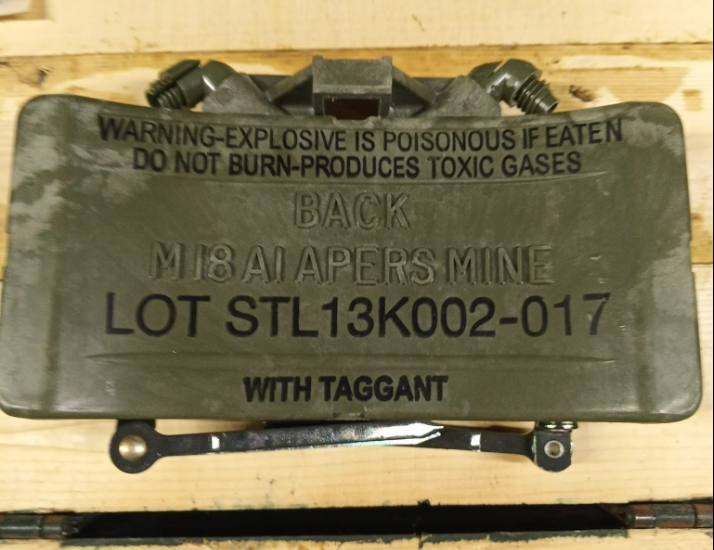 WARNING-EXPLOSIVE IS POISONOUS IF EATEN
DO NOT BURN-PRODUCES TOXIC GASES
BACK
M18A1 APERS MINE
LOT STL13K002-017
WITH TAGGANT